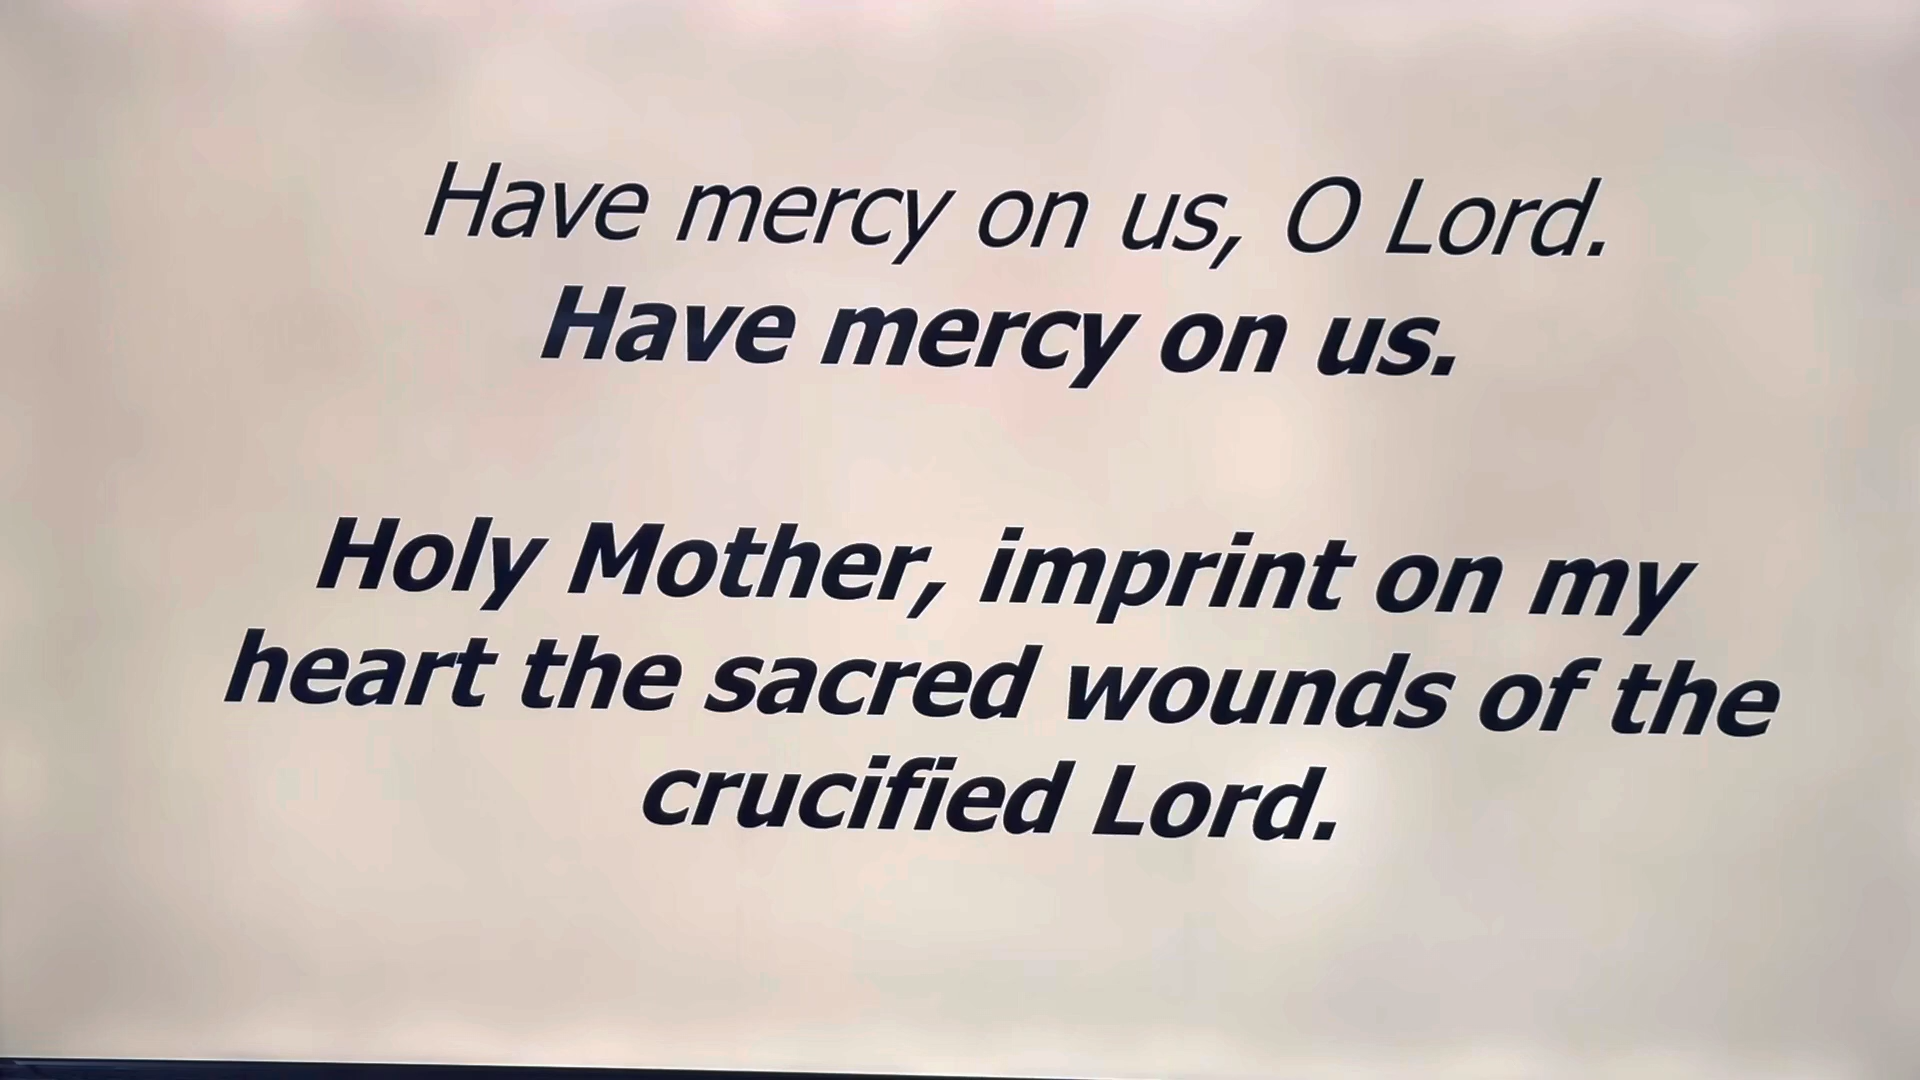 Have mercy on us, O Lord.
Have mercy on us.
Holy Mother, imprint on my
heart the sacred wounds of the
crucified Lord.